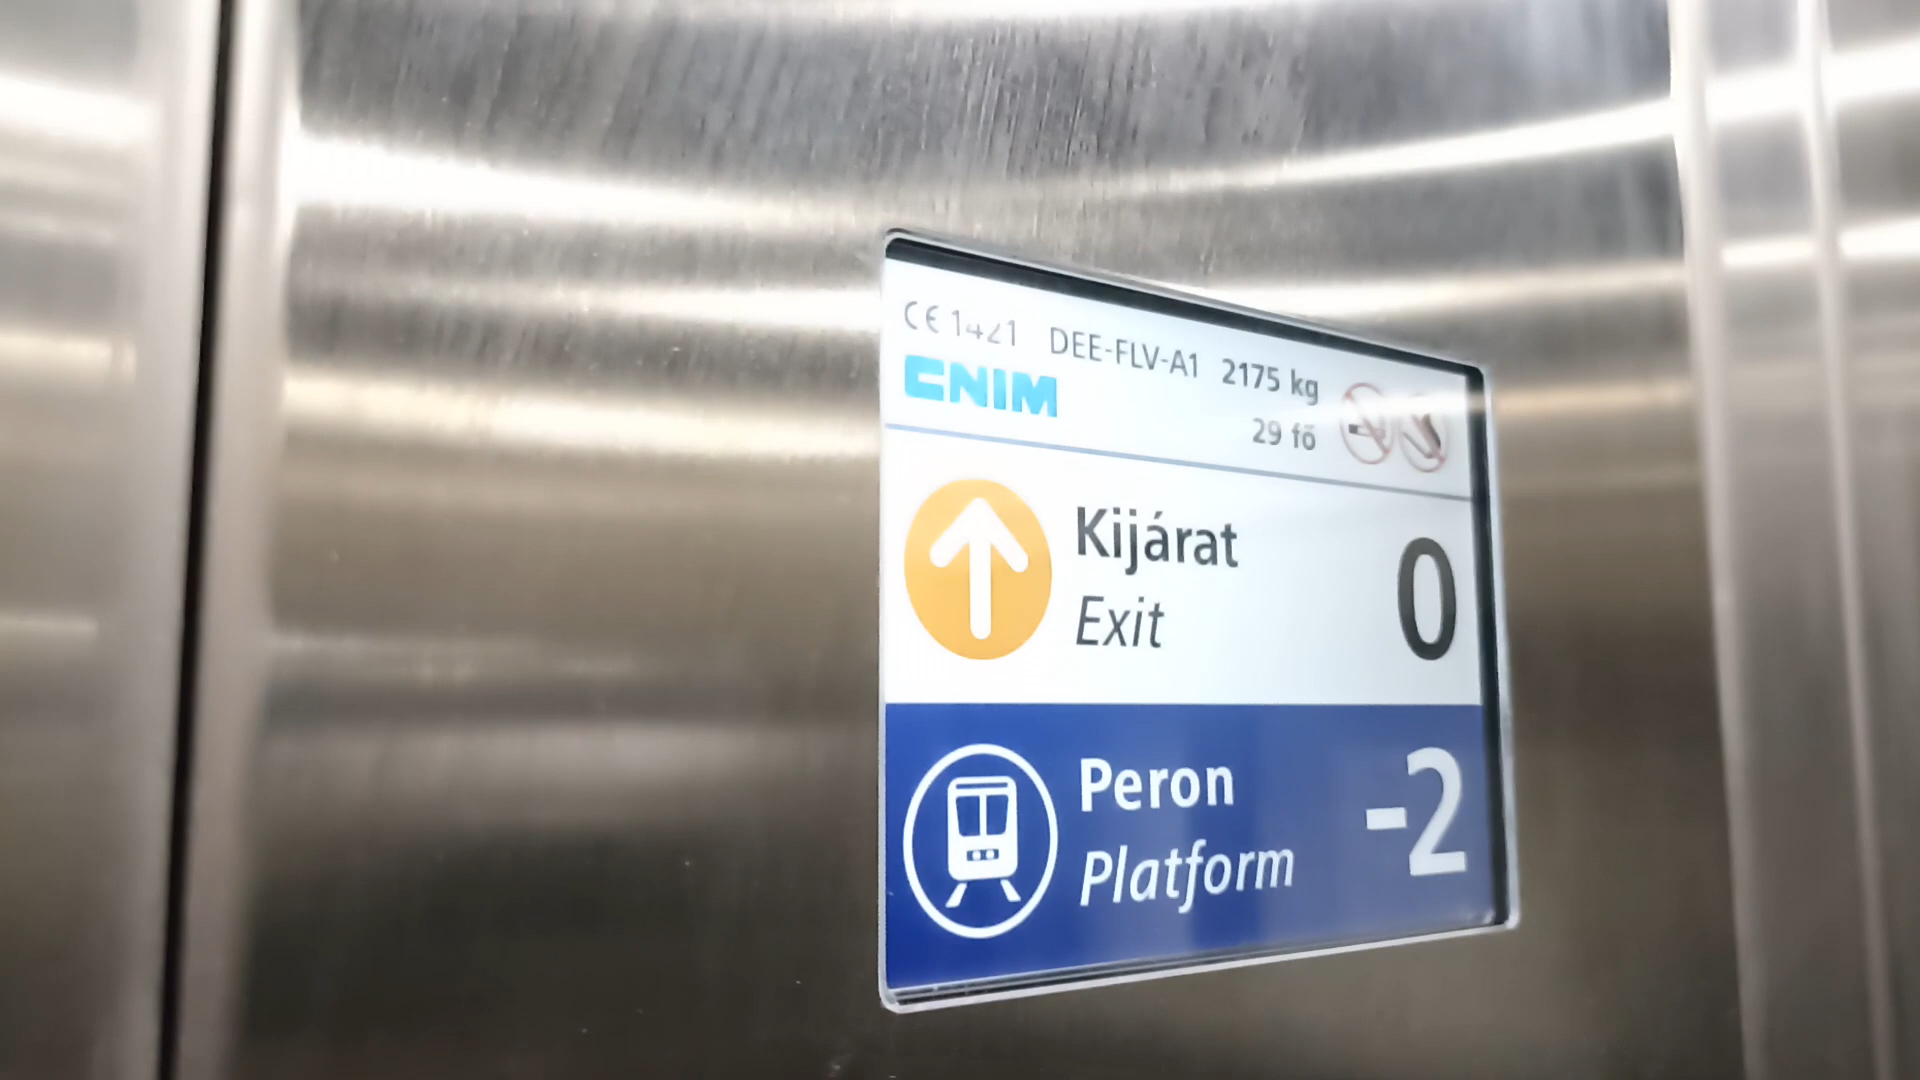 CE 1421 DEE-FLV-A1 2175 kg
CNIM
29 fő
Kijárat
Exit
0
Peron
Platform
-2